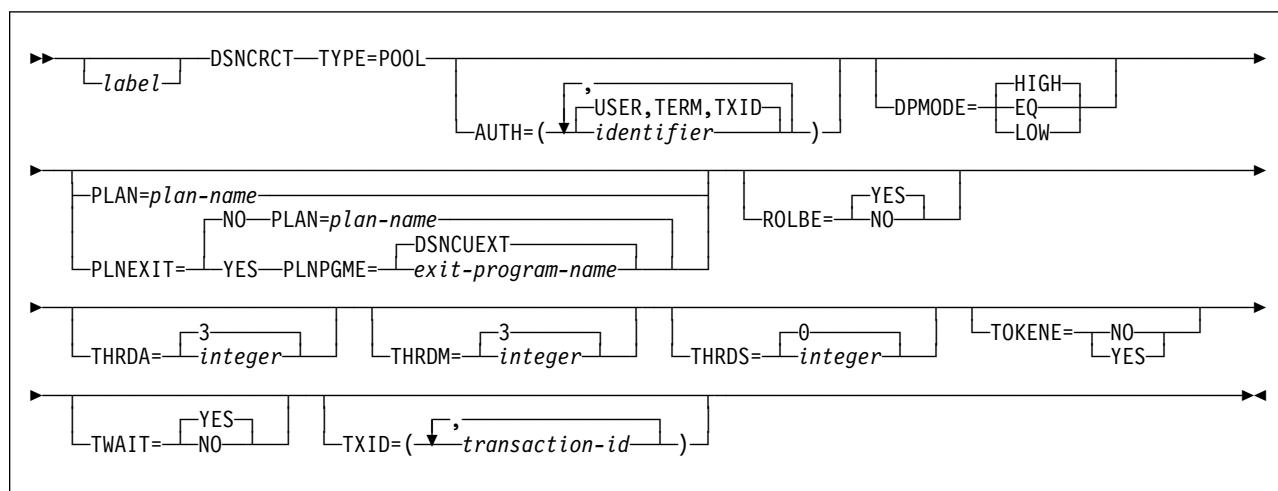 label DSNCRCT TYPE=POOL
, HIGH
USER,TERM,TXID DPMODE= EQ
AUTH=( identifier ) LOW
PLAN=plan-name YES
NO PLAN=plan-name ROLBE= NO
DSNCUEXT
PLNEXIT= YES PLNPGME= exit-program-name
3 3 0 TOKENE= NO
THRDA= integer THRDM= integer THRDS= integer YES
YES ,
TWAIT= NO TXID=( transaction-id )